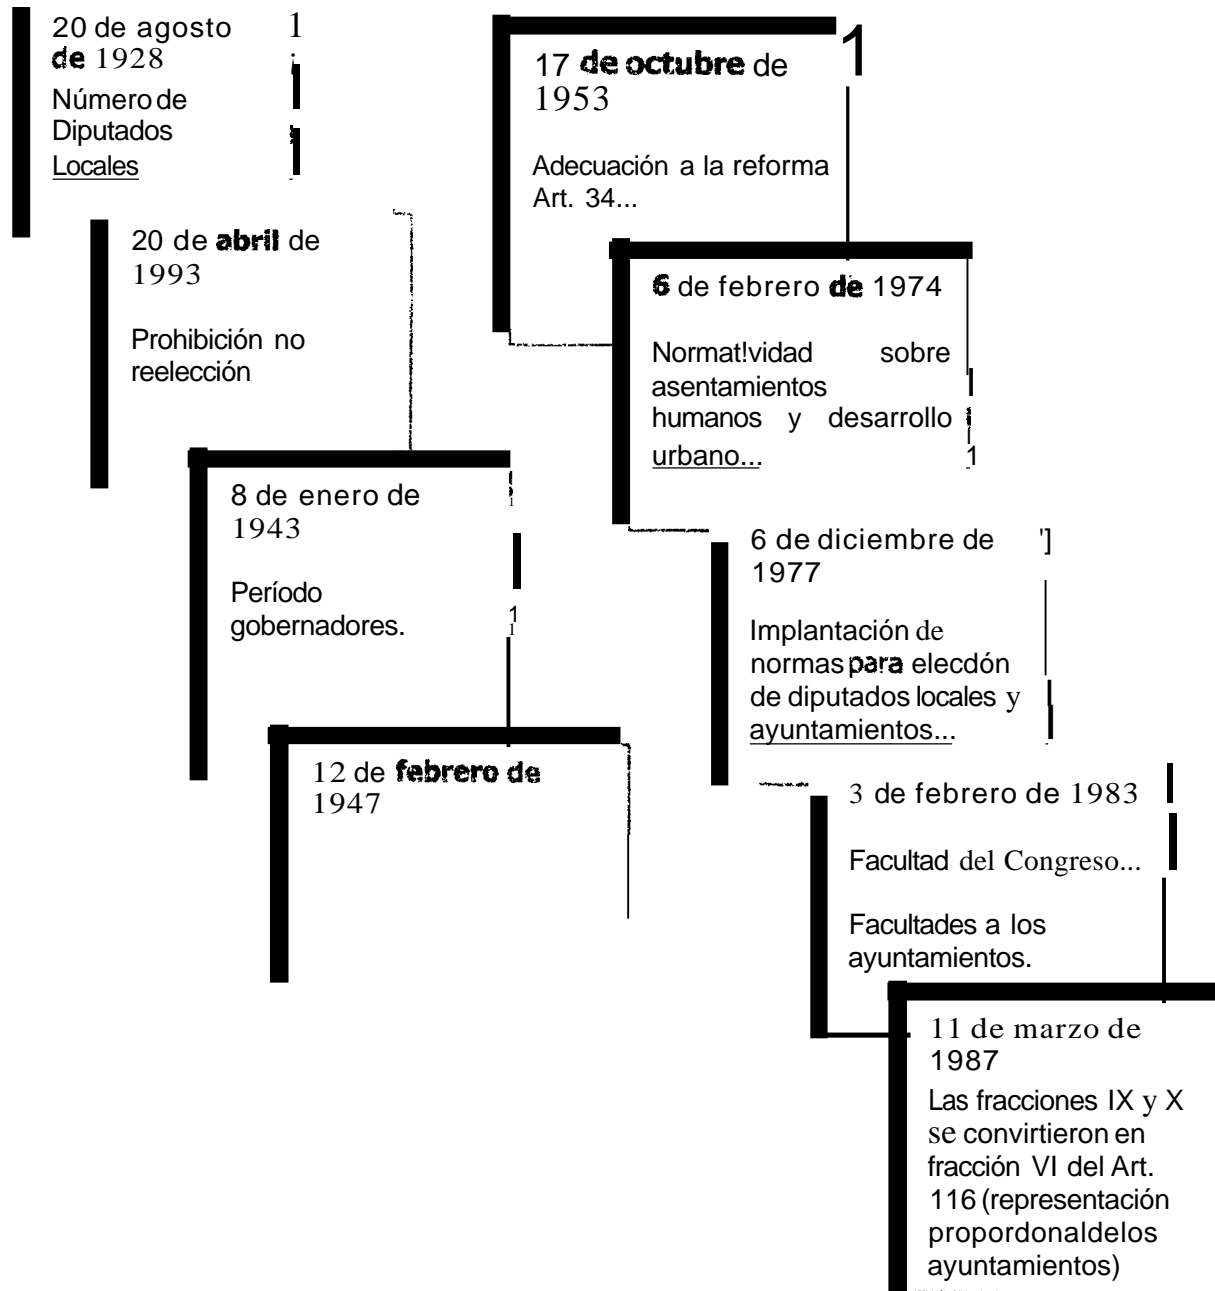 20 de agosto
de 1928
Número de
Diputados
Locales
20 de abril de
1993
Prohibición no
reelección
8 de enero de
1943
Período
gobernadores.
12 de febrero de
1947
17 de octubre de
1953
Adecuación a la reforma
Art. 34...
6 de febrero de 1974
Normat!vidad sobre
asentamientos
humanos y desarrollo
urbano...
6 de diciembre de
1977
Implantación de
normas para elecdón
de diputados locales y
ayuntamientos...
3 de febrero de 1983
Facultad del Congreso...
Facultades a los
ayuntamientos.
11 de marzo de
1987
Las fracciones IX y X
se convirtieron en
fracción VI del Art.
116 (representación
propordonaldelos
ayuntamientos)